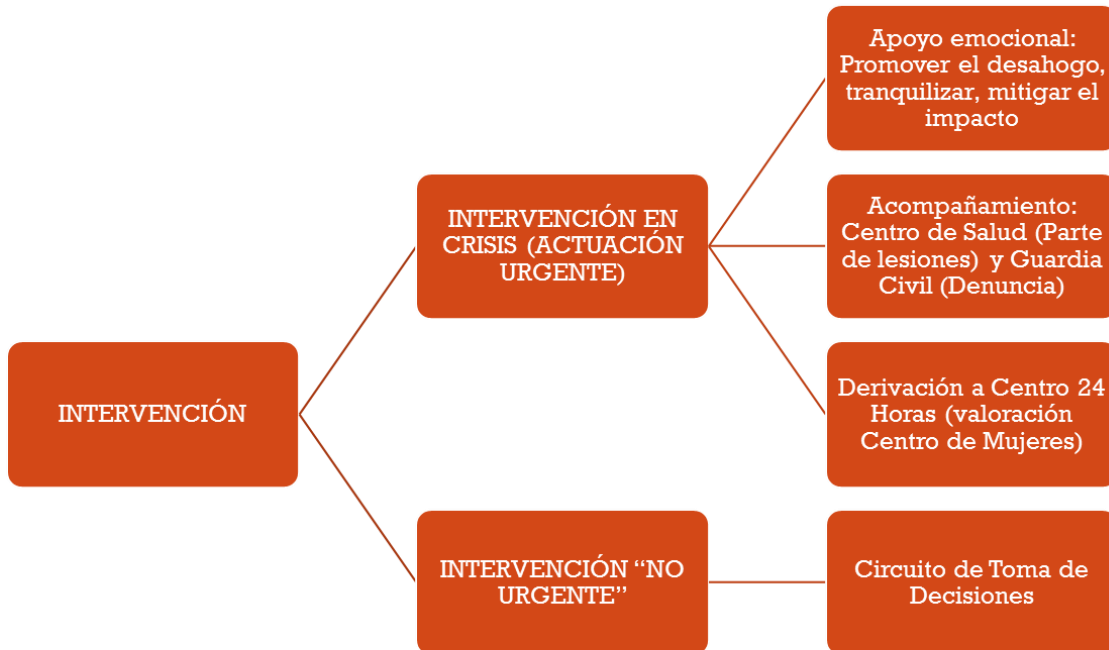 Apoyo emocional:
Promover el desahogo,
tranquilizar, mitigar el
impacto
INTERVENCIÓN EN
CRISIS (ACTUACIÓN
URGENTE)
Acompañamiento:
Centro de Salud (Parte
de lesiones) y Guardia
Civil (Denuncia)
INTERVENCIÓN
Derivación a Centro 24
Horas (valoración
Centro de Mujeres)
INTERVENCIÓN “NO
URGENTE”
Circuito de Toma de
Decisiones